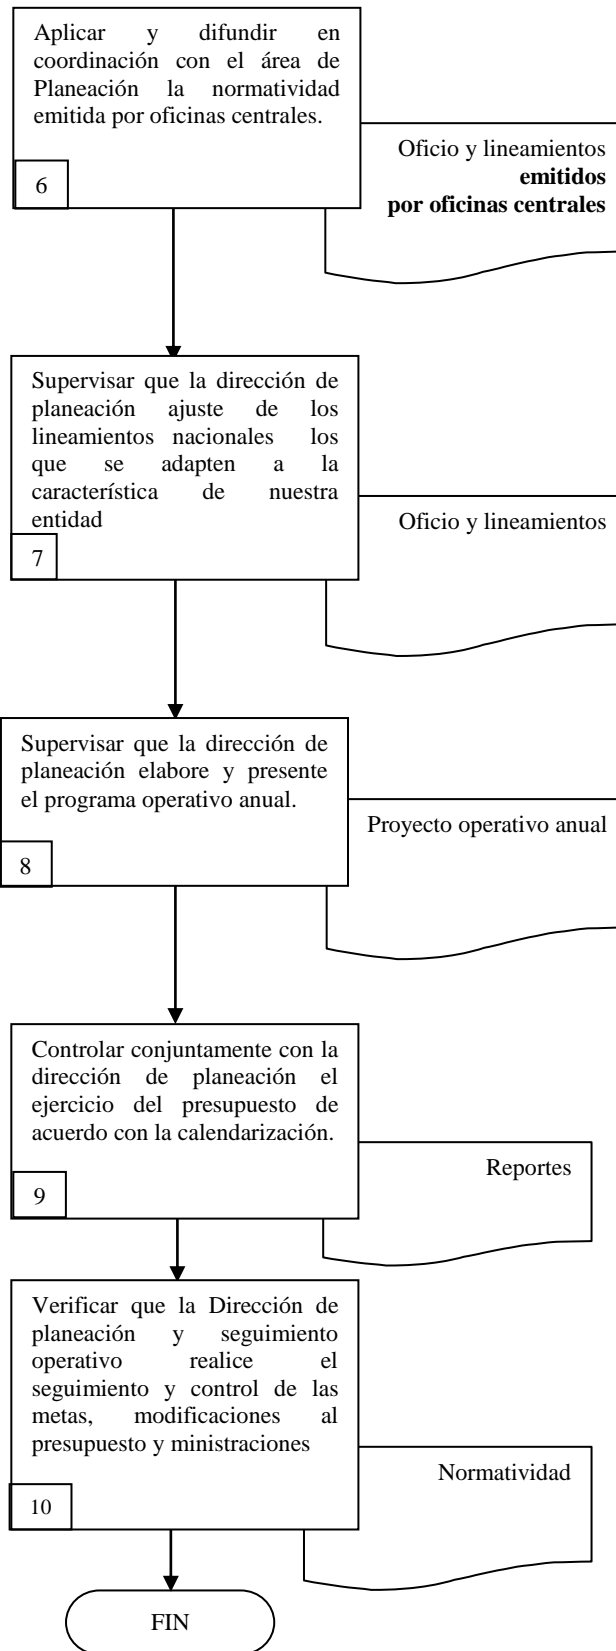 Aplicar y difundir en
coordinación con el área de
Planeación la normatividad
emitida por oficinas centrales.
6
Oficio y lineamientos
emitidos
por oficinas centrales
Supervisar que la dirección de
planeación ajuste de los
lineamientos nacionales los
que se adapten a la
característica de nuestra
entidad
7
Oficio y lineamientos
Supervisar que la dirección de
planeación elabore y presente
el programa operativo anual.
8
Proyecto operativo anual
Controlar conjuntamente con la
dirección de planeación el
ejercicio del presupuesto de
acuerdo con la calendarización.
9
Reportes
Verificar que la Dirección de
planeación y seguimiento
operativo realice el
seguimiento y control de las
metas, modificaciones al
presupuesto y ministraciones
10
Normatividad
FIN